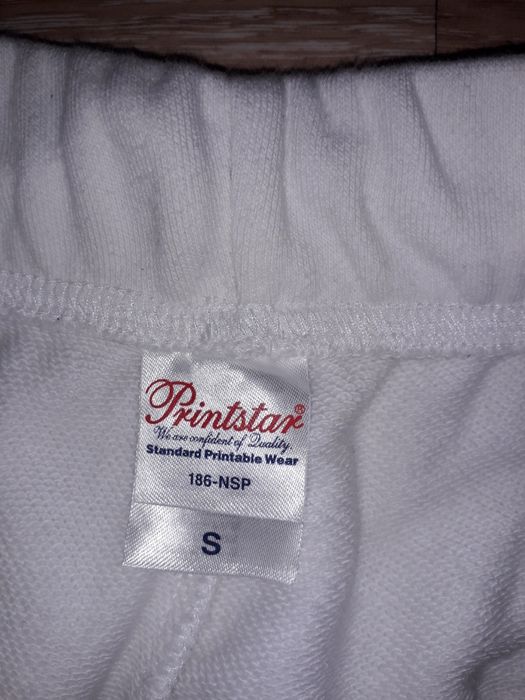 Printstar®
We are confident of Quality.
Standard Printable Wear
186-NSP
S